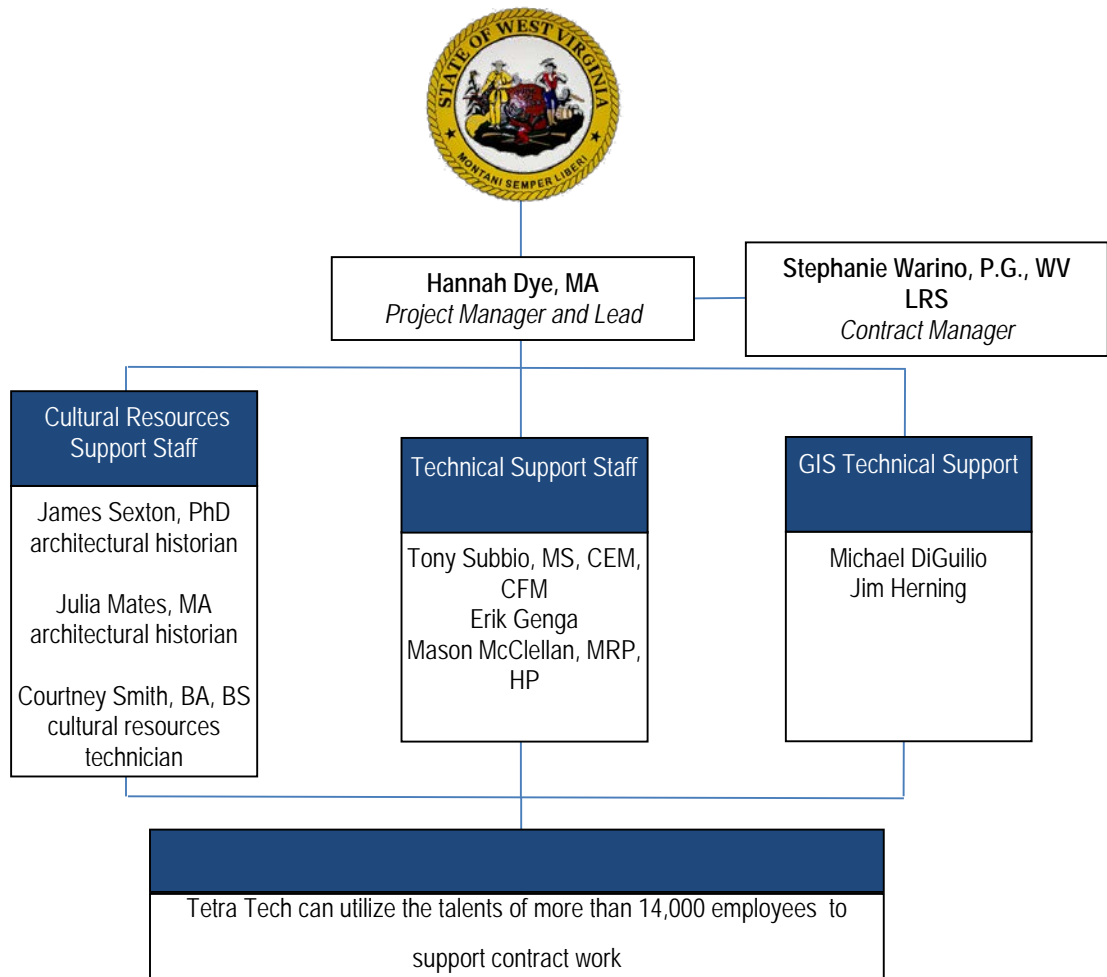 STATE OF WEST VIRGINIA
MONTANI SEMPER LIBERI
Hannah Dye, MA
Project Manager and Lead
Stephanie Warino, P.G., WV
LRS
Contract Manager
Cultural Resources
Support Staff
James Sexton, PhD
architectural historian
Julia Mates, MA
architectural historian
Courtney Smith, BA, BS
cultural resources
technician
Technical Support Staff
Tony Subbio, MS, CEM,
CFM
Erik Genga
Mason McClellan, MRP,
HP
GIS Technical Support
Michael DiGuilio
Jim Herning
Tetra Tech can utilize the talents of more than 14,000 employees to
support contract work